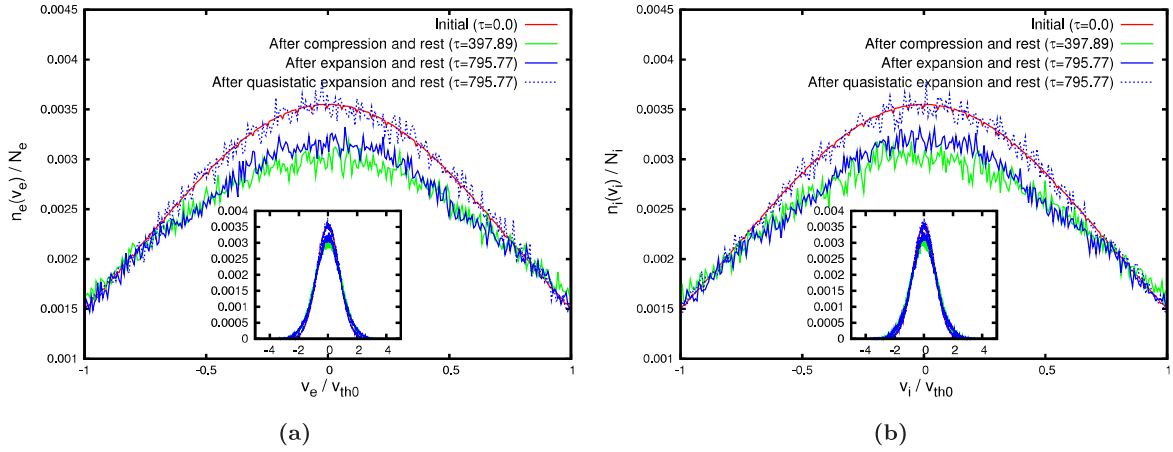 Initial (τ=0.0)
After compression and rest (τ=397.89)
After expansion and rest (τ=795.77)
After quasistatic expansion and rest (τ=795.77)
0.0045
0.004
0.0035
0.003
0.0025
0.002
0.0015
0.001
n_e(v_e) / N_e
0.004
0.0035
0.003
0.0025
0.002
0.0015
0.001
0.0005
0
-4 -2 0 2 4
-1 -0.5 0 0.5 1
v_e / v_th0
(a)
Initial (τ=0.0)
After compression and rest (τ=397.89)
After expansion and rest (τ=795.77)
After quasistatic expansion and rest (τ=795.77)
0.0045
0.004
0.0035
0.003
0.0025
0.002
0.0015
0.001
n_i(v_i) / N_i
0.004
0.0035
0.003
0.0025
0.002
0.0015
0.001
0.0005
0
-4 -2 0 2 4
-1 -0.5 0 0.5 1
v_i / v_th0
(b)